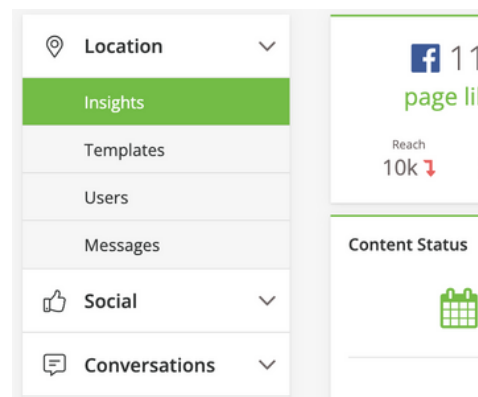 Location
Insights
Templates
Users
Messages
Social
Conversations
11
page li
Reach
10k
Content Status